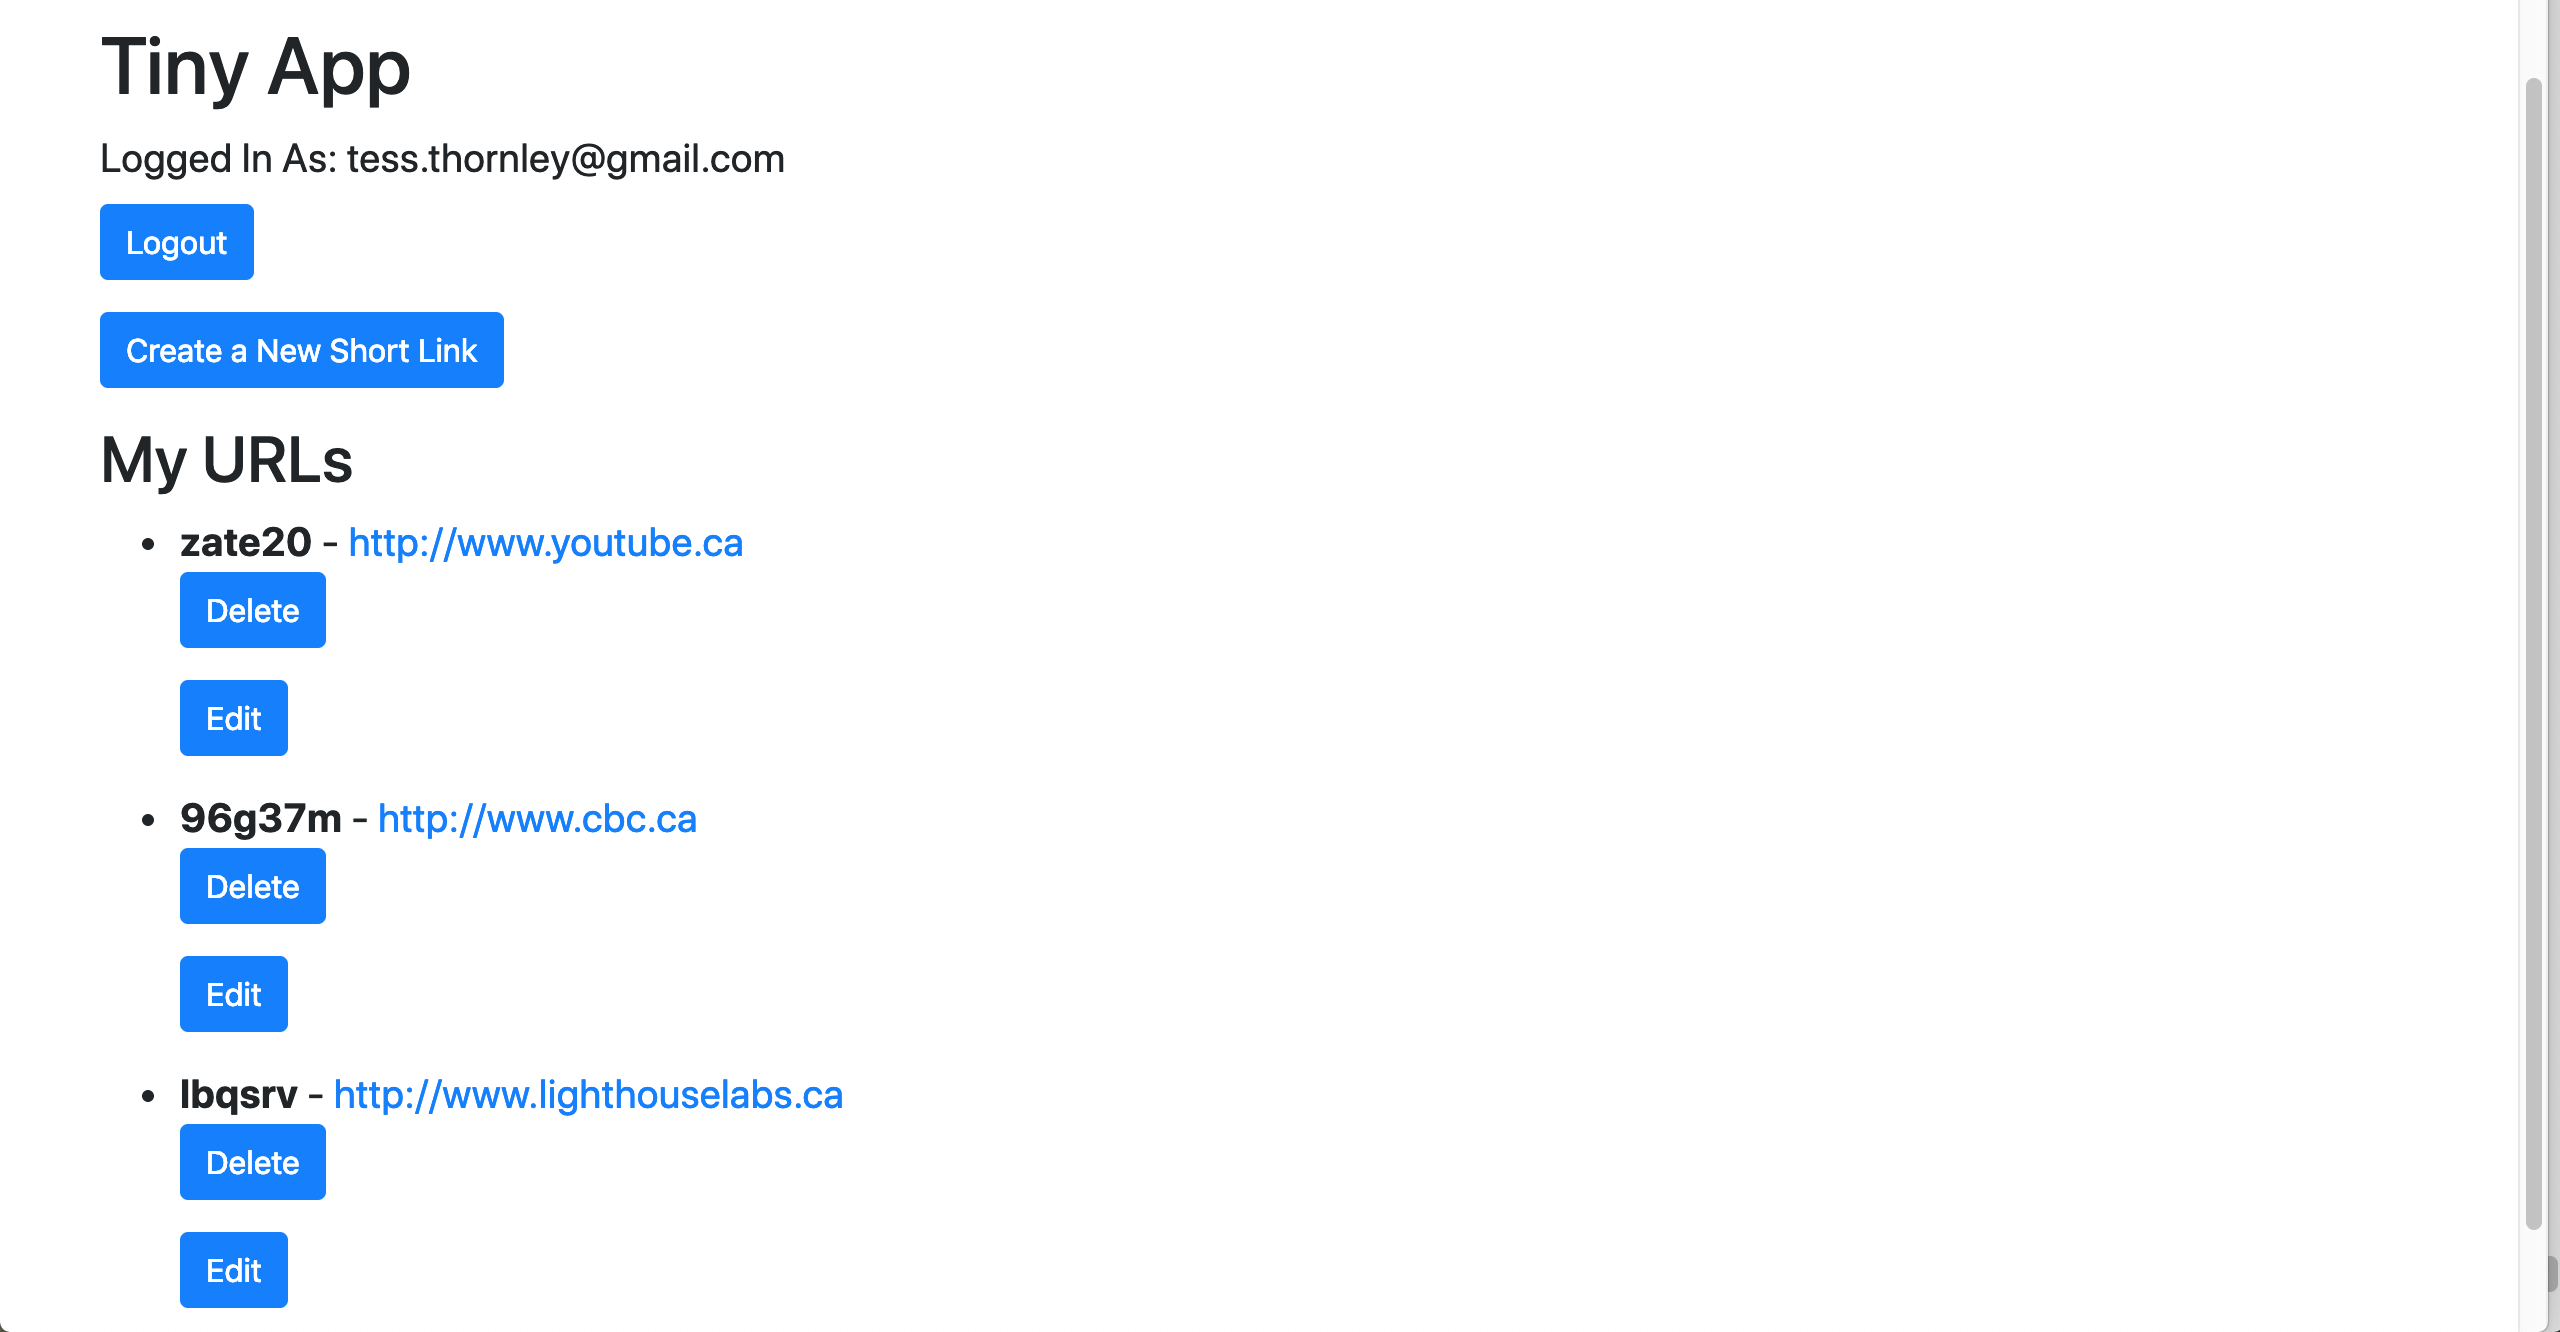 Tiny App
Logged In As: tess.thornley@gmail.com
Logout
Create a New Short Link
My URLs
zate20 - http://www.youtube.ca
Delete
Edit
96g37m - http://www.cbc.ca
Delete
Edit
lbqsrv - http://www.lighthouselabs.ca
Delete
Edit